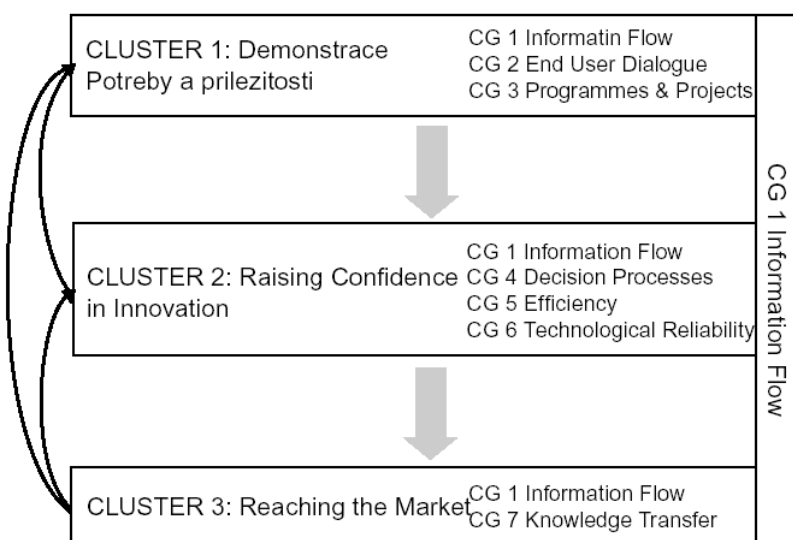 CLUSTER 1: Demonstrace
Potreby a prilezitosti
CG 1 Informatin Flow
CG 2 End User Dialogue
CG 3 Programmes & Projects
CLUSTER 2: Raising Confidence
in Innovation
CG 1 Information Flow
CG 4 Decision Processes
CG 5 Efficiency
CG 6 Technological Reliability
CLUSTER 3: Reaching the Market
CG 1 Information Flow
CG 7 Knowledge Transfer
CG 1 Information Flow